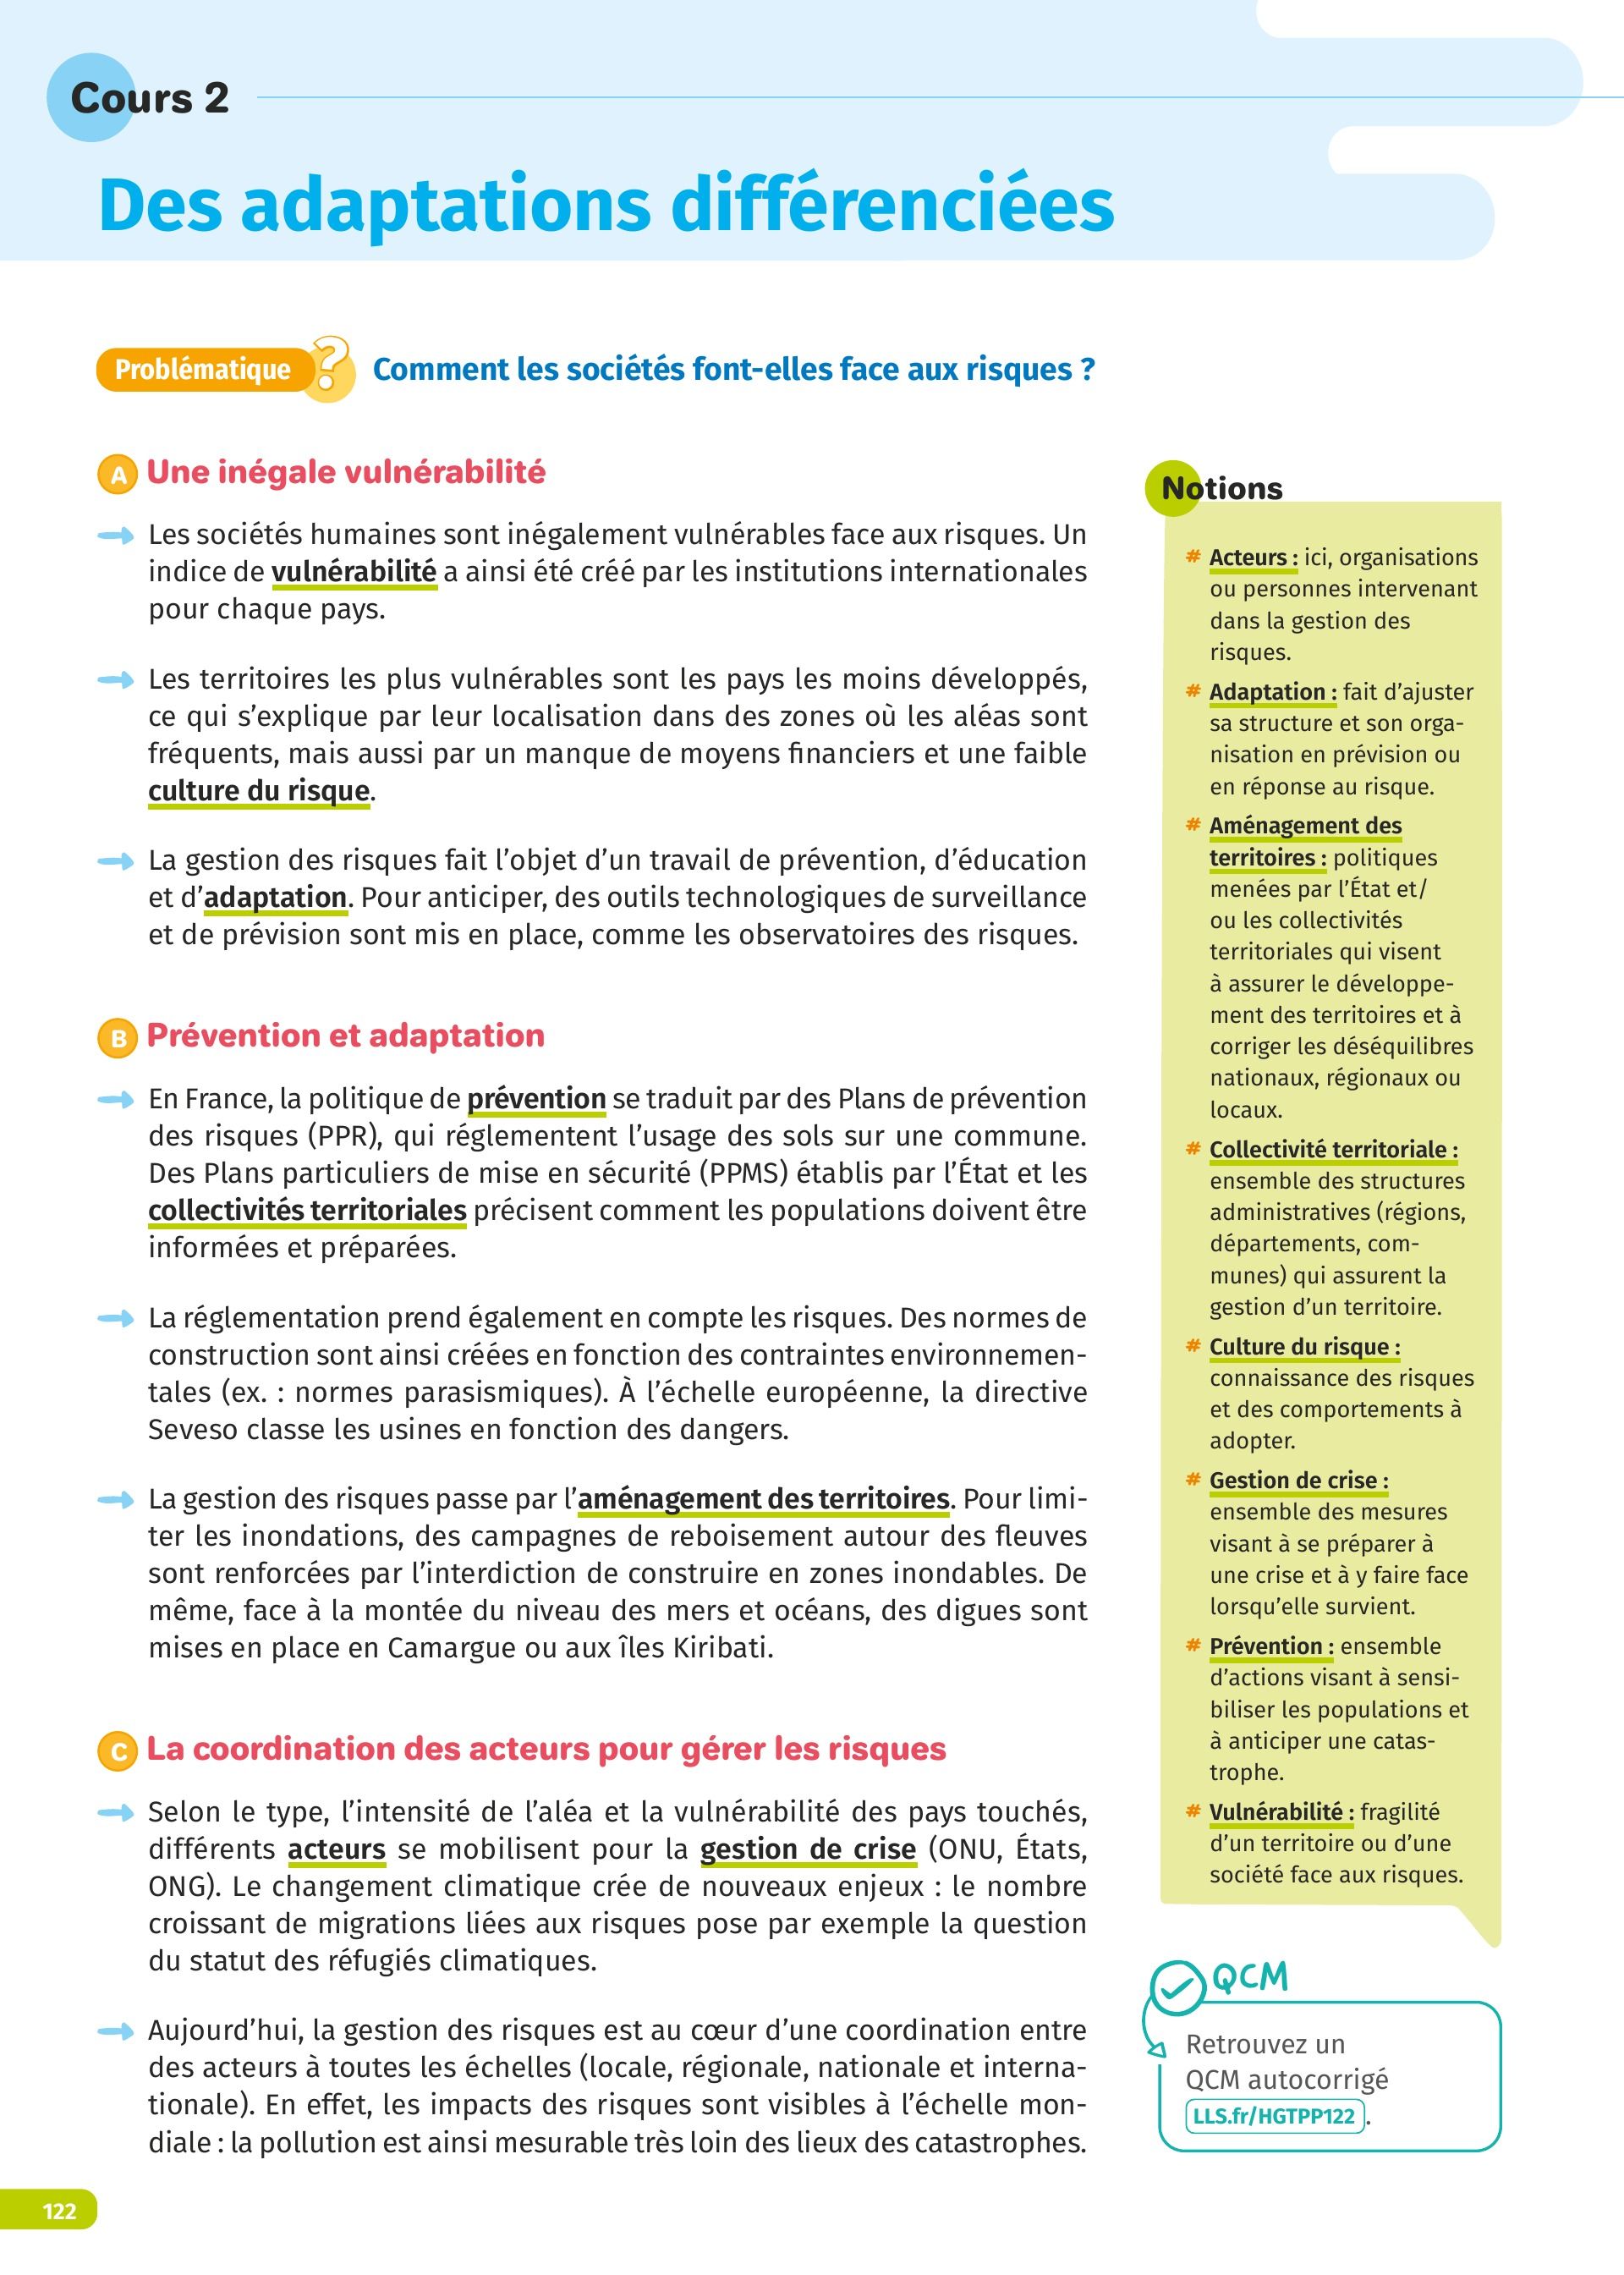 Cours 2
Des adaptations différenciées
Problématique ?
Comment les sociétés font-elles face aux risques ?
A Une inégale vulnérabilité
Les sociétés humaines sont inégalement vulnérables face aux risques. Un
indice de vulnérabilité a ainsi été créé par les institutions internationales
pour chaque pays.
Les territoires les plus vulnérables sont les pays les moins développés,
ce qui s’explique par leur localisation dans des zones où les aléas sont
fréquents, mais aussi par un manque de moyens financiers et une faible
culture du risque.
La gestion des risques fait l’objet d’un travail de prévention, d’éducation
et d’adaptation. Pour anticiper, des outils technologiques de surveillance
et de prévision sont mis en place, comme les observatoires des risques.
B Prévention et adaptation
En France, la politique de prévention se traduit par des Plans de prévention
des risques (PPR), qui réglementent l’usage des sols sur une commune.
Des Plans particuliers de mise en sécurité (PPMS) établis par l’État et les
collectivités territoriales précisent comment les populations doivent être
informées et préparées.
La réglementation prend également en compte les risques. Des normes de
construction sont ainsi créées en fonction des contraintes environnemen-
tales (ex. : normes parasismiques). À l’échelle européenne, la directive
Seveso classe les usines en fonction des dangers.
La gestion des risques passe par l’aménagement des territoires. Pour limi-
ter les inondations, des campagnes de reboisement autour des fleuves
sont renforcées par l’interdiction de construire en zones inondables. De
même, face à la montée du niveau des mers et océans, des digues sont
mises en place en Camargue ou aux îles Kiribati.
C La coordination des acteurs pour gérer les risques
Selon le type, l’intensité de l’aléa et la vulnérabilité des pays touchés,
différents acteurs se mobilisent pour la gestion de crise (ONU, États,
ONG). Le changement climatique crée de nouveaux enjeux : le nombre
croissant de migrations liées aux risques pose par exemple la question
du statut des réfugiés climatiques.
Aujourd’hui, la gestion des risques est au cœur d’une coordination entre
des acteurs à toutes les échelles (locale, régionale, nationale et interna-
tionale). En effet, les impacts des risques sont visibles à l’échelle mon-
diale : la pollution est ainsi mesurable très loin des lieux des catastrophes.
Notions
# Acteurs : ici, organisations
ou personnes intervenant
dans la gestion des
risques.
# Adaptation : fait d’ajuster
sa structure et son orga-
nisation en prévision ou
en réponse au risque.
# Aménagement des
territoires : politiques
menées par l’État et/
ou les collectivités
territoriales qui visent
à assurer le développe-
ment des territoires et à
corriger les déséquilibres
nationaux, régionaux ou
locaux.
# Collectivité territoriale :
ensemble des structures
administratives (régions,
départements, com-
munes) qui assurent la
gestion d’un territoire.
# Culture du risque :
connaissance des risques
et des comportements à
adopter.
# Gestion de crise :
ensemble des mesures
visant à se préparer à
une crise et à y faire face
lorsqu’elle survient.
# Prévention : ensemble
d’actions visant à sensi-
biliser les populations et
à anticiper une catas-
trophe.
# Vulnérabilité : fragilité
d’un territoire ou d’une
société face aux risques.
QCM
Retrouvez un
QCM autocorrigé
LLS.fr/HGTPP122.
122